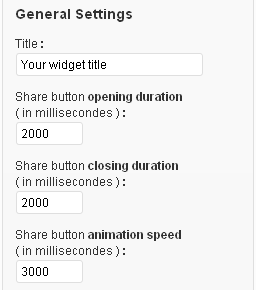 General Settings
Title :
Your widget title
Share button opening duration
( in millisecondes ) :
2000
Share button closing duration
( in millisecondes ) :
2000
Share button animation speed
( in millisecondes ) :
3000